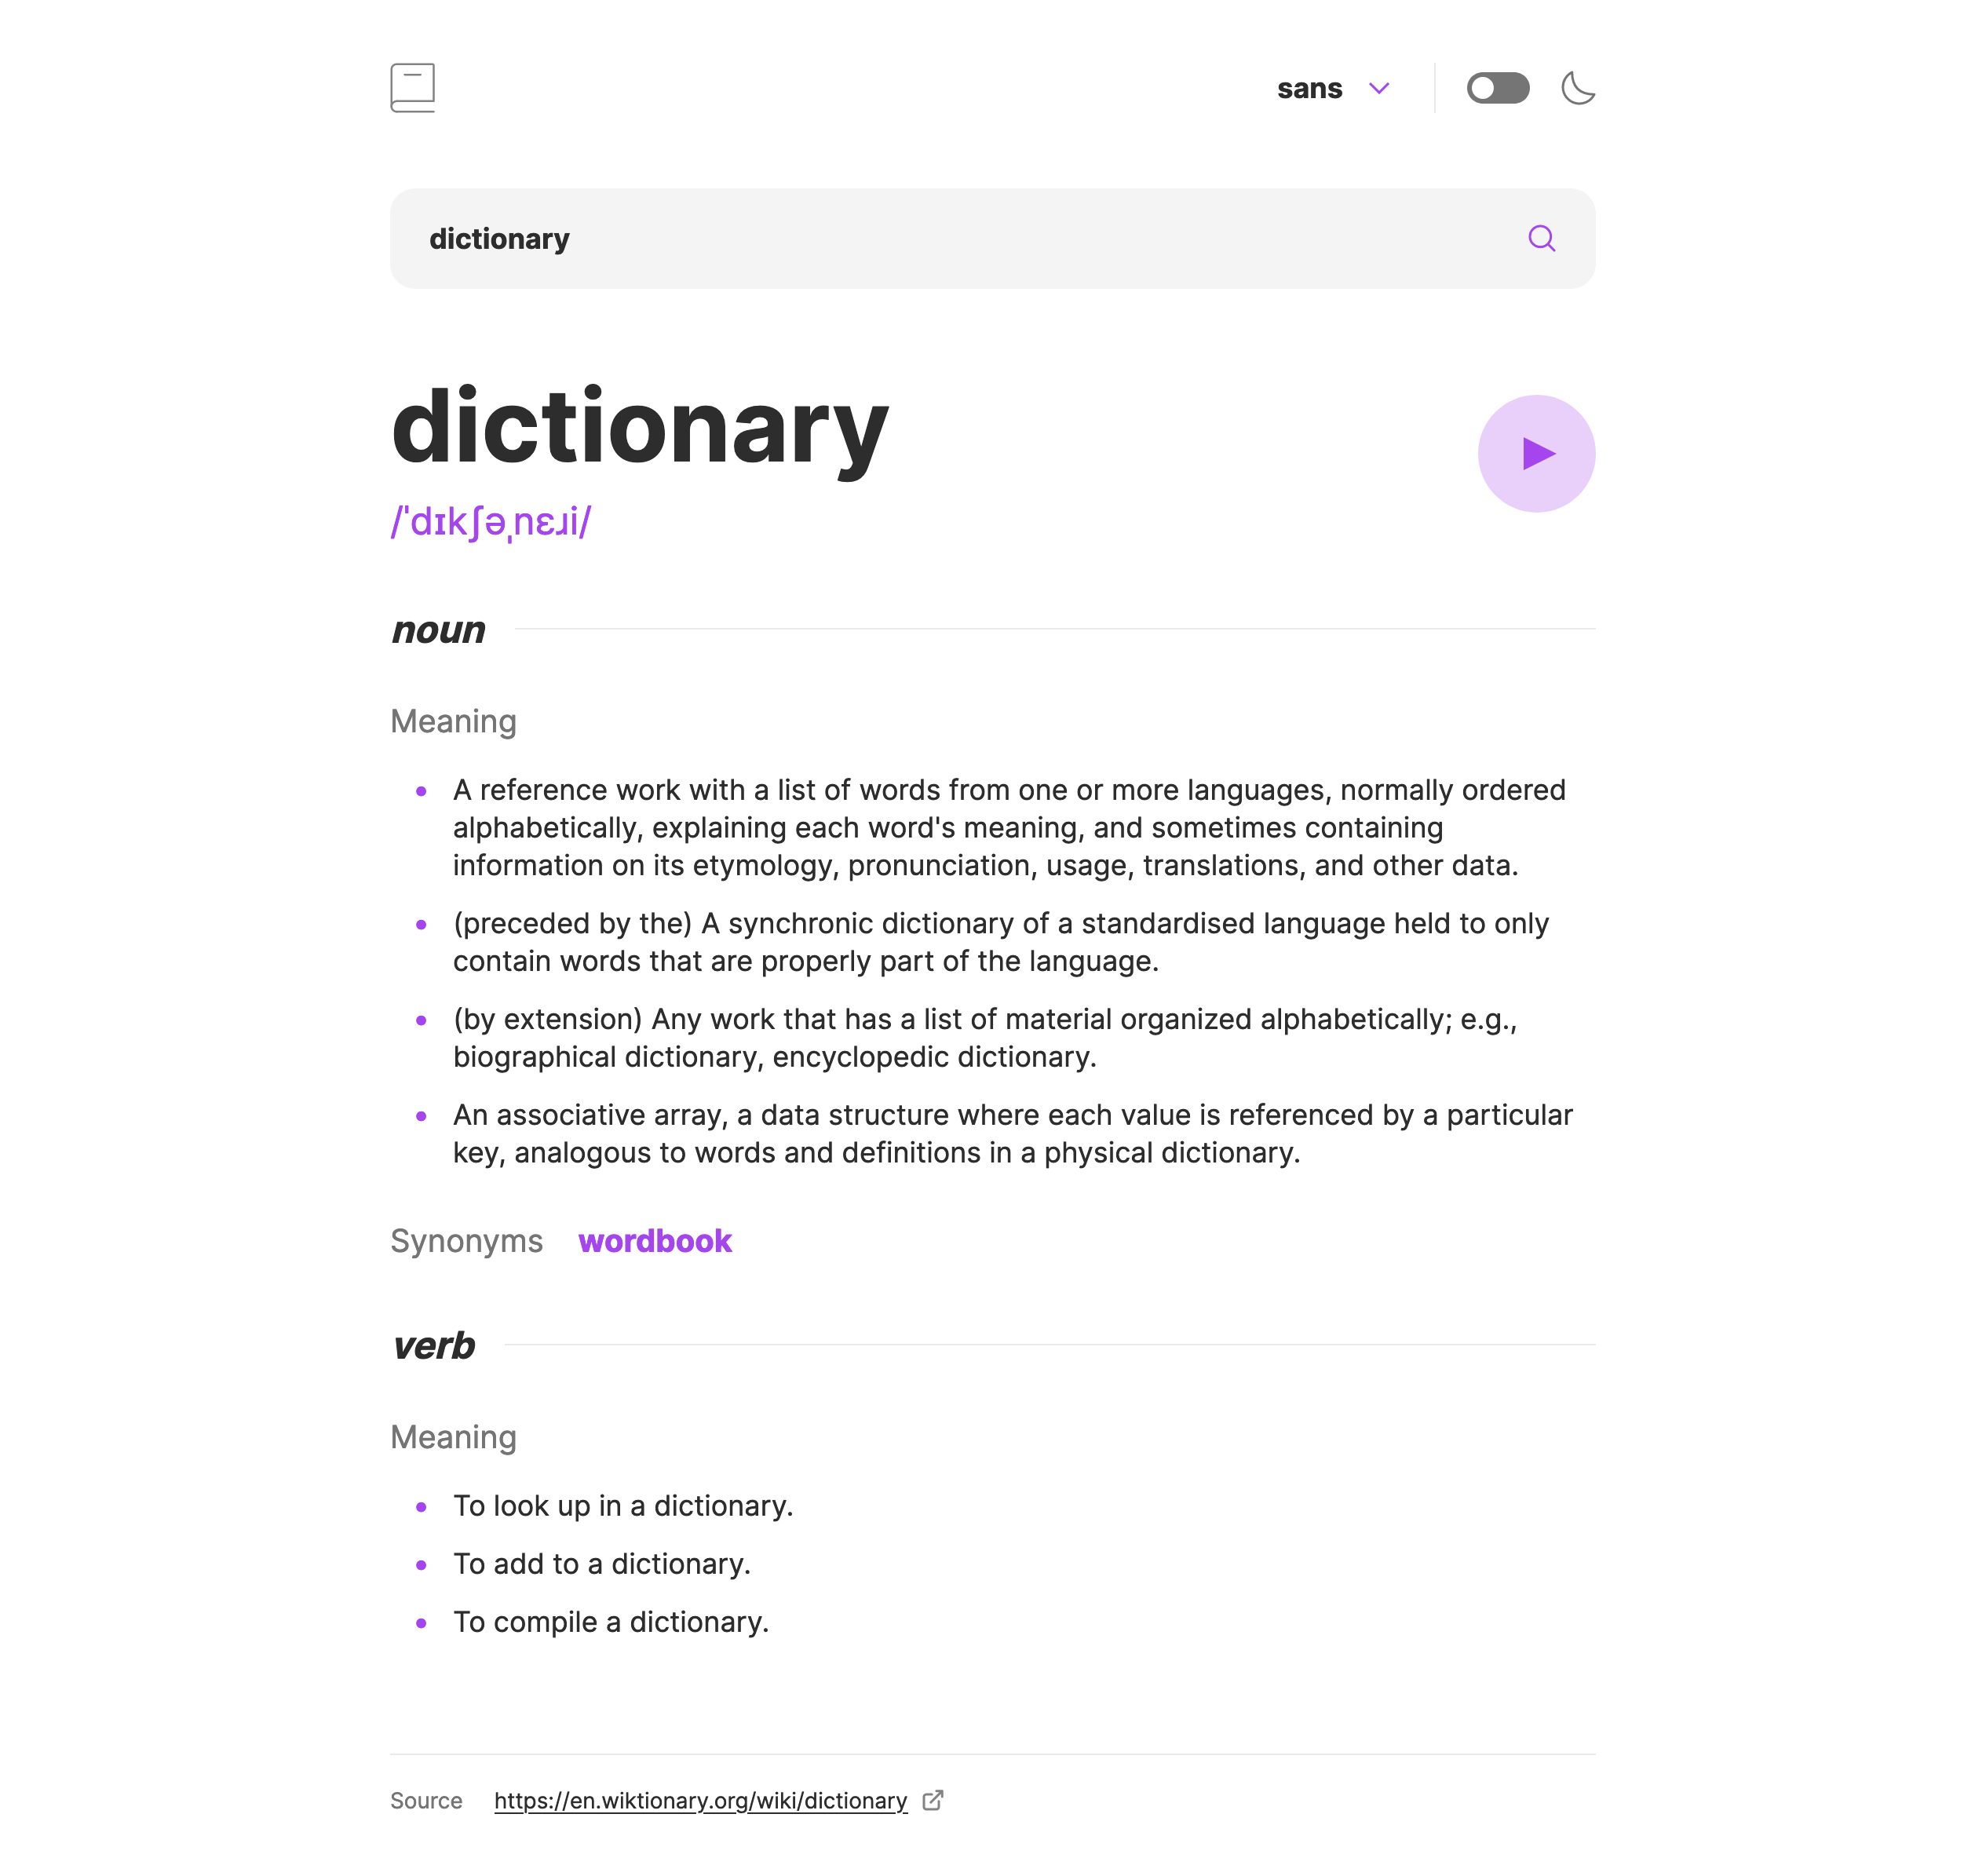 sans
dictionary
dictionary
/ˈdɪkʃəˌnɛɹi/
noun
Meaning
A reference work with a list of words from one or more languages, normally ordered
alphabetically, explaining each word's meaning, and sometimes containing
information on its etymology, pronunciation, usage, translations, and other data.
(preceded by the) A synchronic dictionary of a standardised language held to only
contain words that are properly part of the language.
(by extension) Any work that has a list of material organized alphabetically; e.g.,
biographical dictionary, encyclopedic dictionary.
An associative array, a data structure where each value is referenced by a particular
key, analogous to words and definitions in a physical dictionary.
Synonyms wordbook
verb
Meaning
To look up in a dictionary.
To add to a dictionary.
To compile a dictionary.
Source https://en.wiktionary.org/wiki/dictionary